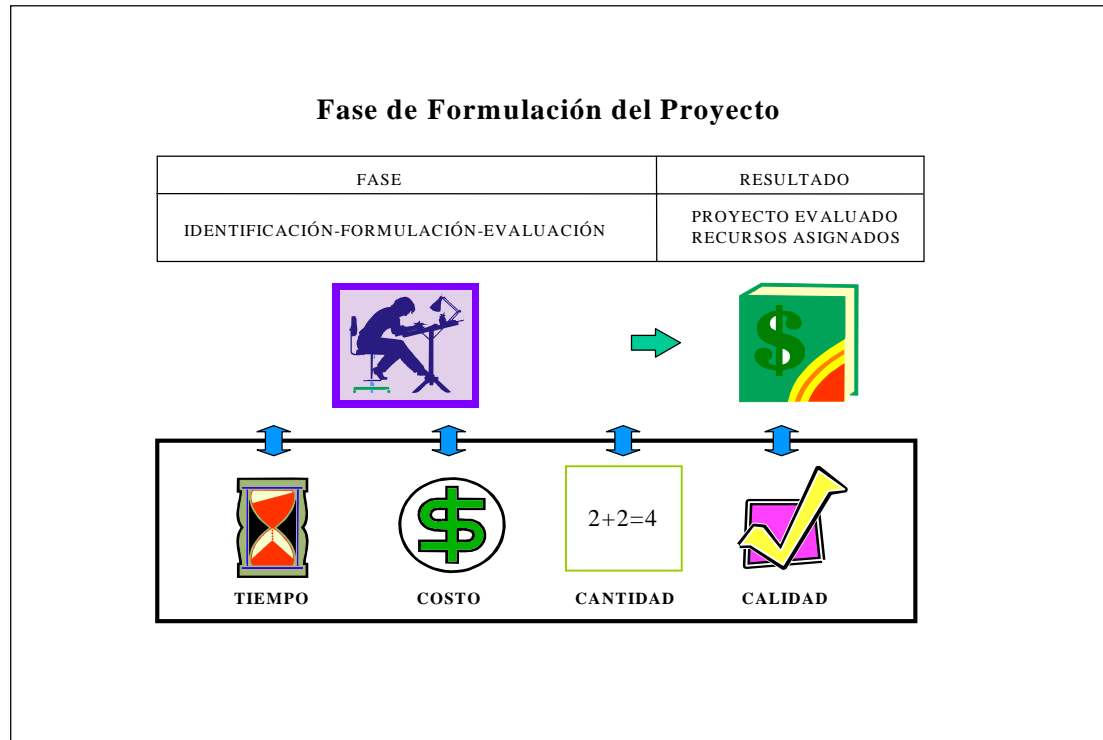 Fase de Formulación del Proyecto
FASE
RESULTADO
IDENTIFICACIÓN-FORMULACIÓN-EVALUACIÓN
PROYECTO EVALUADO
RECURSOS ASIGNADOS
$
$
2+2=4
TIEMPO
COSTO
CANTIDAD
CALIDAD